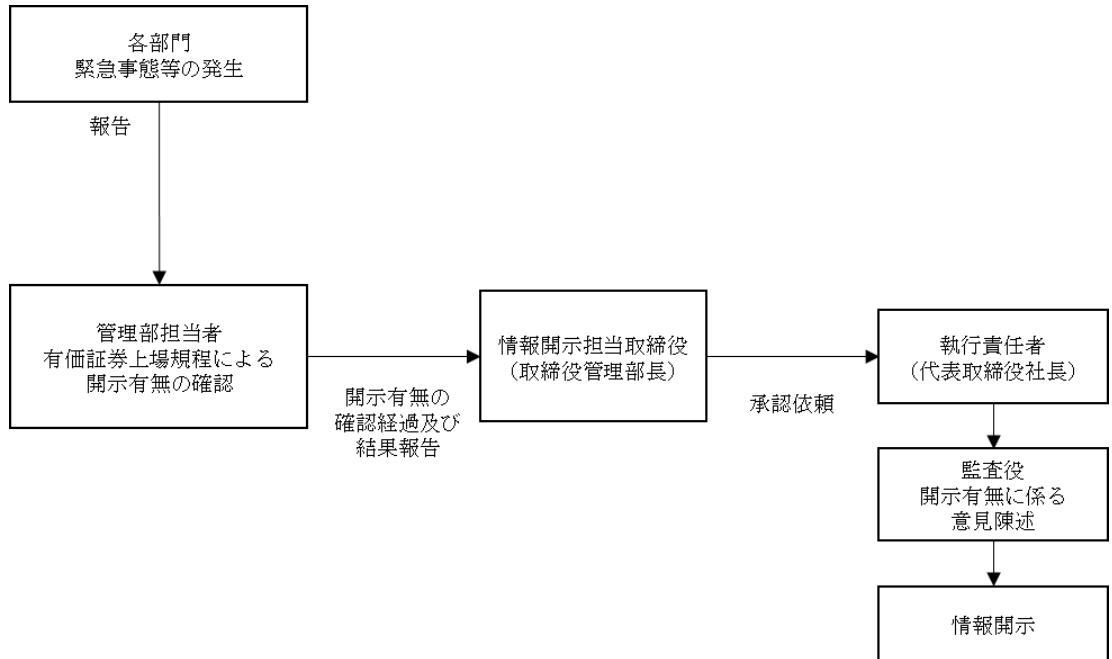 各部門
緊急事態等の発生
報告
管理部担当者
有価証券上場規程による
開示有無の確認
開示有無の
確認経過及び
結果報告
情報開示担当取締役
（取締役管理部長）
承認依頼
執行責任者
（代表取締役社長）
監査役
開示有無に係る
意見陳述
情報開示